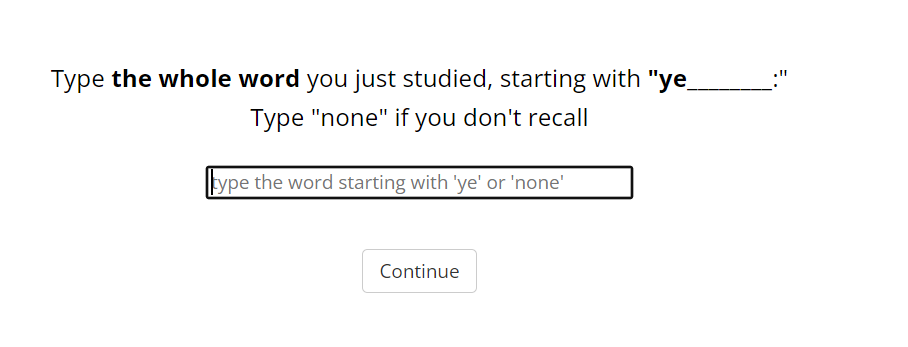 Type the whole word you just studied, starting with "ye_______:"
Type "none" if you don't recall
type the word starting with 'ye' or 'none'
Continue